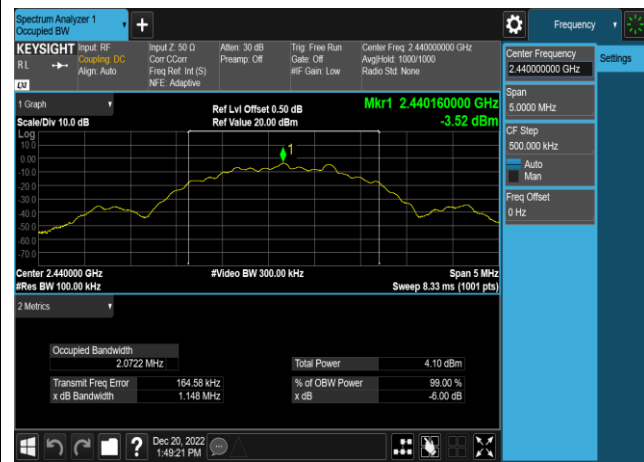 Spectrum Analyzer 1
Occupied BW
Frequency
KEYSIGHT
RL
LXI
Input: RF
Coupling: DC
Align: Auto
Input Z: 50 Ω
Corr CCorr
Freq Ref: Int (S)
NFE: Adaptive
Atten: 30 dB
Preamp: Off
Trig: Free Run
Gate: Off
#IF Gain: Low
Center Freq: 2.440000000 GHz
Avg|Hold: 1000/1000
Radio Std: None
Center Frequency
2.440000000 GHz
Settings
Span
5.0000 MHz
CF Step
500.000 kHz
Auto
Man
Freq Offset
0 Hz
1 Graph
Scale/Div 10.0 dB
Ref Lvl Offset 0.50 dB
Ref Value 20.00 dBm
Mkr1 2.440160000 GHz
-3.52 dBm
Log
10.0
0.00
-10.0
-20.0
-30.0
-40.0
-50.0
-60.0
-70.0
1
Center 2.440000 GHz
#Res BW 100.00 kHz
#Video BW 300.00 kHz
Span 5 MHz
Sweep 8.33 ms (1001 pts)
2 Metrics
Occupied Bandwidth
2.0722 MHz
Total Power 4.10 dBm
Transmit Freq Error 164.58 kHz % of OBW Power 99.00 %
x dB Bandwidth 1.148 MHz x dB -6.00 dB
Dec 20, 2022
1:49:21 PM